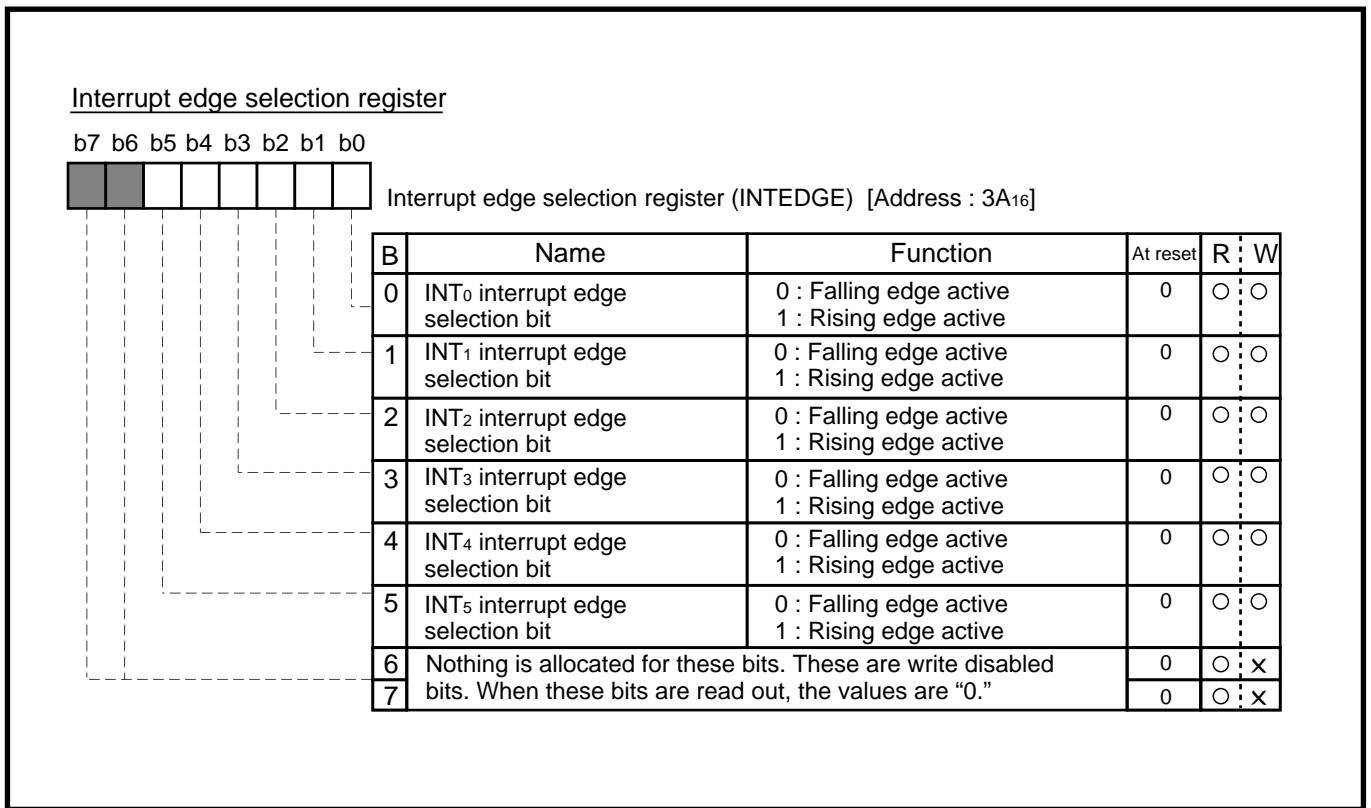 Interrupt edge selection register
b7 b6 b5 b4 b3 b2 b1 b0
Interrupt edge selection register (INTEDGE) [Address : 3A16]
B Name Function At reset R W
0 INT0 interrupt edge selection bit 0 : Falling edge active 0 ○ ○
1 : Rising edge active
1 INT1 interrupt edge selection bit 0 : Falling edge active 0 ○ ○
1 : Rising edge active
2 INT2 interrupt edge selection bit 0 : Falling edge active 0 ○ ○
1 : Rising edge active
3 INT3 interrupt edge selection bit 0 : Falling edge active 0 ○ ○
1 : Rising edge active
4 INT4 interrupt edge selection bit 0 : Falling edge active 0 ○ ○
1 : Rising edge active
5 INT5 interrupt edge selection bit 0 : Falling edge active 0 ○ ○
1 : Rising edge active
6 Nothing is allocated for these bits. These are write disabled 0 ○ ×
7 bits. When these bits are read out, the values are “0.” 0 ○ ×